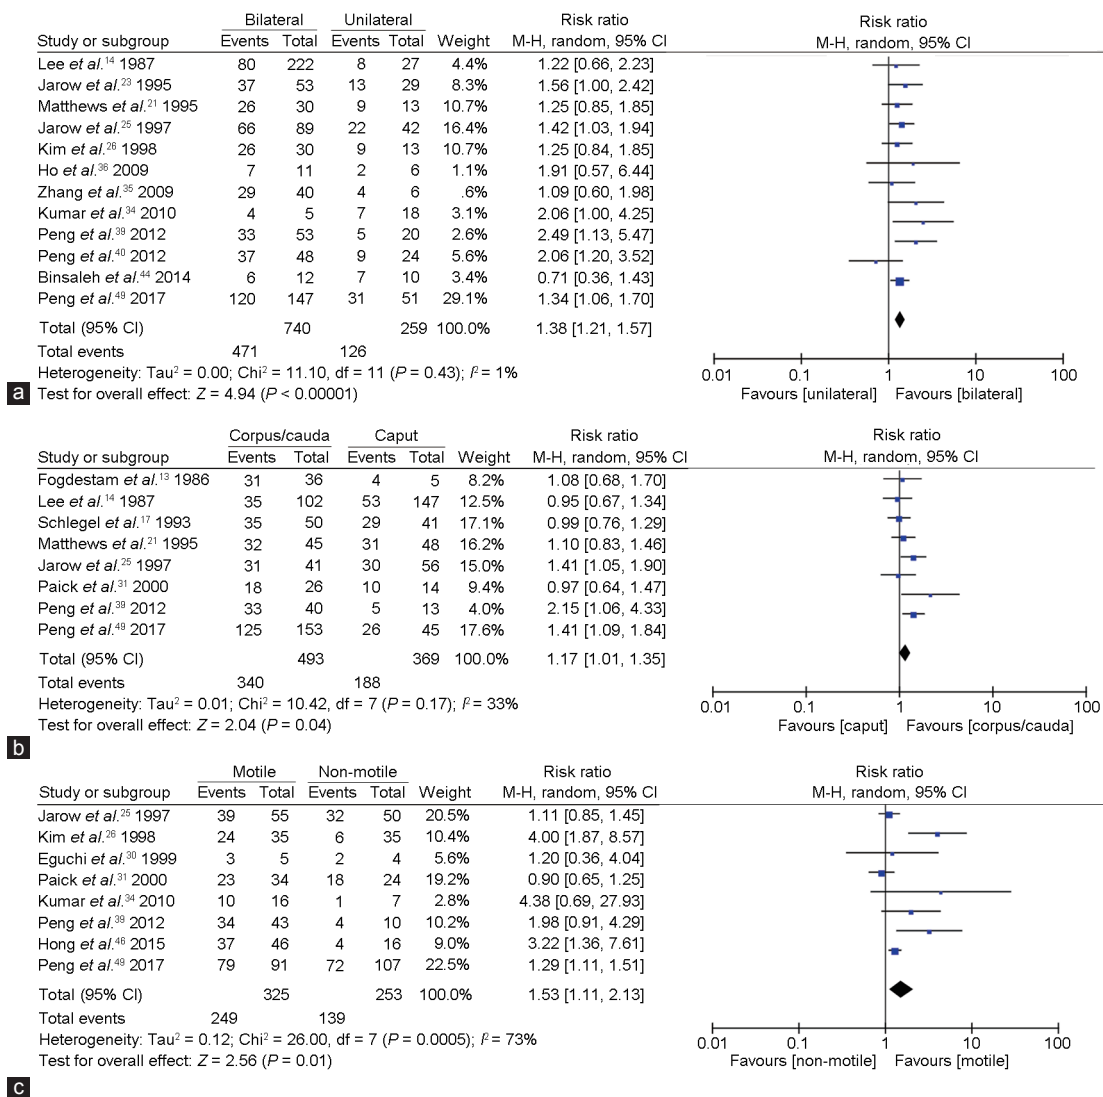 Bilateral Unilateral Risk ratio Risk ratio
Study or subgroup Events Total Events Total Weight M-H, random, 95% CI M-H, random, 95% CI
Lee et al.14 1987 80 222 8 27 4.4% 1.22 [0.66, 2.23]
Jarow et al.23 1995 37 53 13 29 8.3% 1.56 [1.00, 2.42]
Matthews et al.21 1995 26 30 9 13 10.7% 1.25 [0.85, 1.85]
Jarow et al.25 1997 66 89 22 42 16.4% 1.42 [1.03, 1.94]
Kim et al.26 1998 26 30 9 13 10.7% 1.25 [0.84, 1.85]
Ho et al.36 2009 7 11 2 6 1.1% 1.91 [0.57, 6.44]
Zhang et al.35 2009 29 40 4 6 .6% 1.09 [0.60, 1.98]
Kumar et al.34 2010 4 5 7 18 3.1% 2.06 [1.00, 4.25]
Peng et al.39 2012 33 53 5 20 2.6% 2.49 [1.13, 5.47]
Peng et al.40 2012 37 48 9 24 5.6% 2.06 [1.20, 3.52]
Binsaleh et al.44 2014 6 12 7 10 3.4% 0.71 [0.36, 1.43]
Peng et al.49 2017 120 147 31 51 29.1% 1.34 [1.06, 1.70]
Total (95% CI) 740 259 100.0% 1.38 [1.21, 1.57]
Total events 471 126
Heterogeneity: Tau² = 0.00; Chi² = 11.10, df = 11 (P = 0.43); I² = 1%
0.01 0.1 1 10 100
a Test for overall effect: Z = 4.94 (P < 0.00001) Favours [unilateral] Favours [bilateral]
Corpus/cauda Caput Risk ratio Risk ratio
Study or subgroup Events Total Events Total Weight M-H, random, 95% CI M-H, random, 95% CI
Fogdestam et al.13 1986 31 36 4 5 8.2% 1.08 [0.68, 1.70]
Lee et al.14 1987 35 102 53 147 12.5% 0.95 [0.67, 1.34]
Schlegel et al.17 1993 35 50 29 41 17.1% 0.99 [0.76, 1.29]
Matthews et al.21 1995 32 45 31 48 16.2% 1.10 [0.83, 1.46]
Jarow et al.25 1997 31 41 30 56 15.0% 1.41 [1.05, 1.90]
Paick et al.31 2000 18 26 10 14 9.4% 0.97 [0.64, 1.47]
Peng et al.39 2012 33 40 5 13 4.0% 2.15 [1.06, 4.33]
Peng et al.49 2017 125 153 26 45 17.6% 1.41 [1.09, 1.84]
Total (95% CI) 493 369 100.0% 1.17 [1.01, 1.35]
Total events 340 188
Heterogeneity: Tau² = 0.01; Chi² = 10.42, df = 7 (P = 0.17); I² = 33%
0.01 0.1 1 10 100
Test for overall effect: Z = 2.04 (P = 0.04) Favours [caput] Favours [corpus/cauda]
b
Motile Non-motile Risk ratio Risk ratio
Study or subgroup Events Total Events Total Weight M-H, random, 95% CI M-H, random, 95% CI
Jarow et al.25 1997 39 55 32 50 20.5% 1.11 [0.85, 1.45]
Kim et al.26 1998 24 35 6 35 10.4% 4.00 [1.87, 8.57]
Eguchi et al.30 1999 3 5 2 4 5.6% 1.20 [0.36, 4.04]
Paick et al.31 2000 23 34 18 24 19.2% 0.90 [0.65, 1.25]
Kumar et al.34 2010 10 16 1 7 2.8% 4.38 [0.69, 27.93]
Peng et al.39 2012 34 43 4 10 10.2% 1.98 [0.91, 4.29]
Hong et al.46 2015 37 46 4 16 9.0% 3.22 [1.36, 7.61]
Peng et al.49 2017 79 91 72 107 22.5% 1.29 [1.11, 1.51]
Total (95% CI) 325 253 100.0% 1.53 [1.11, 2.13]
Total events 249 139
Heterogeneity: Tau² = 0.12; Chi² = 26.00, df = 7 (P = 0.0005); I² = 73%
0.01 0.1 1 10 100
Test for overall effect: Z = 2.56 (P = 0.01) Favours [non-motile] Favours [motile]
c